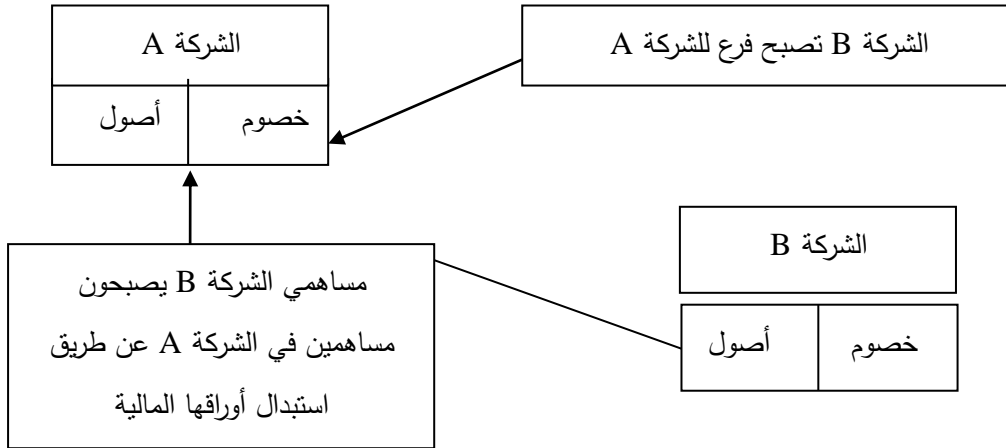 الشركة A
الشركة B تصبح فرع للشركة A
أصول
خصوم
الشركة B
مساهمي الشركة B يصبحون
مساهمين في الشركة A عن طريق
استبدال أوراقها المالية
أصول
خصوم